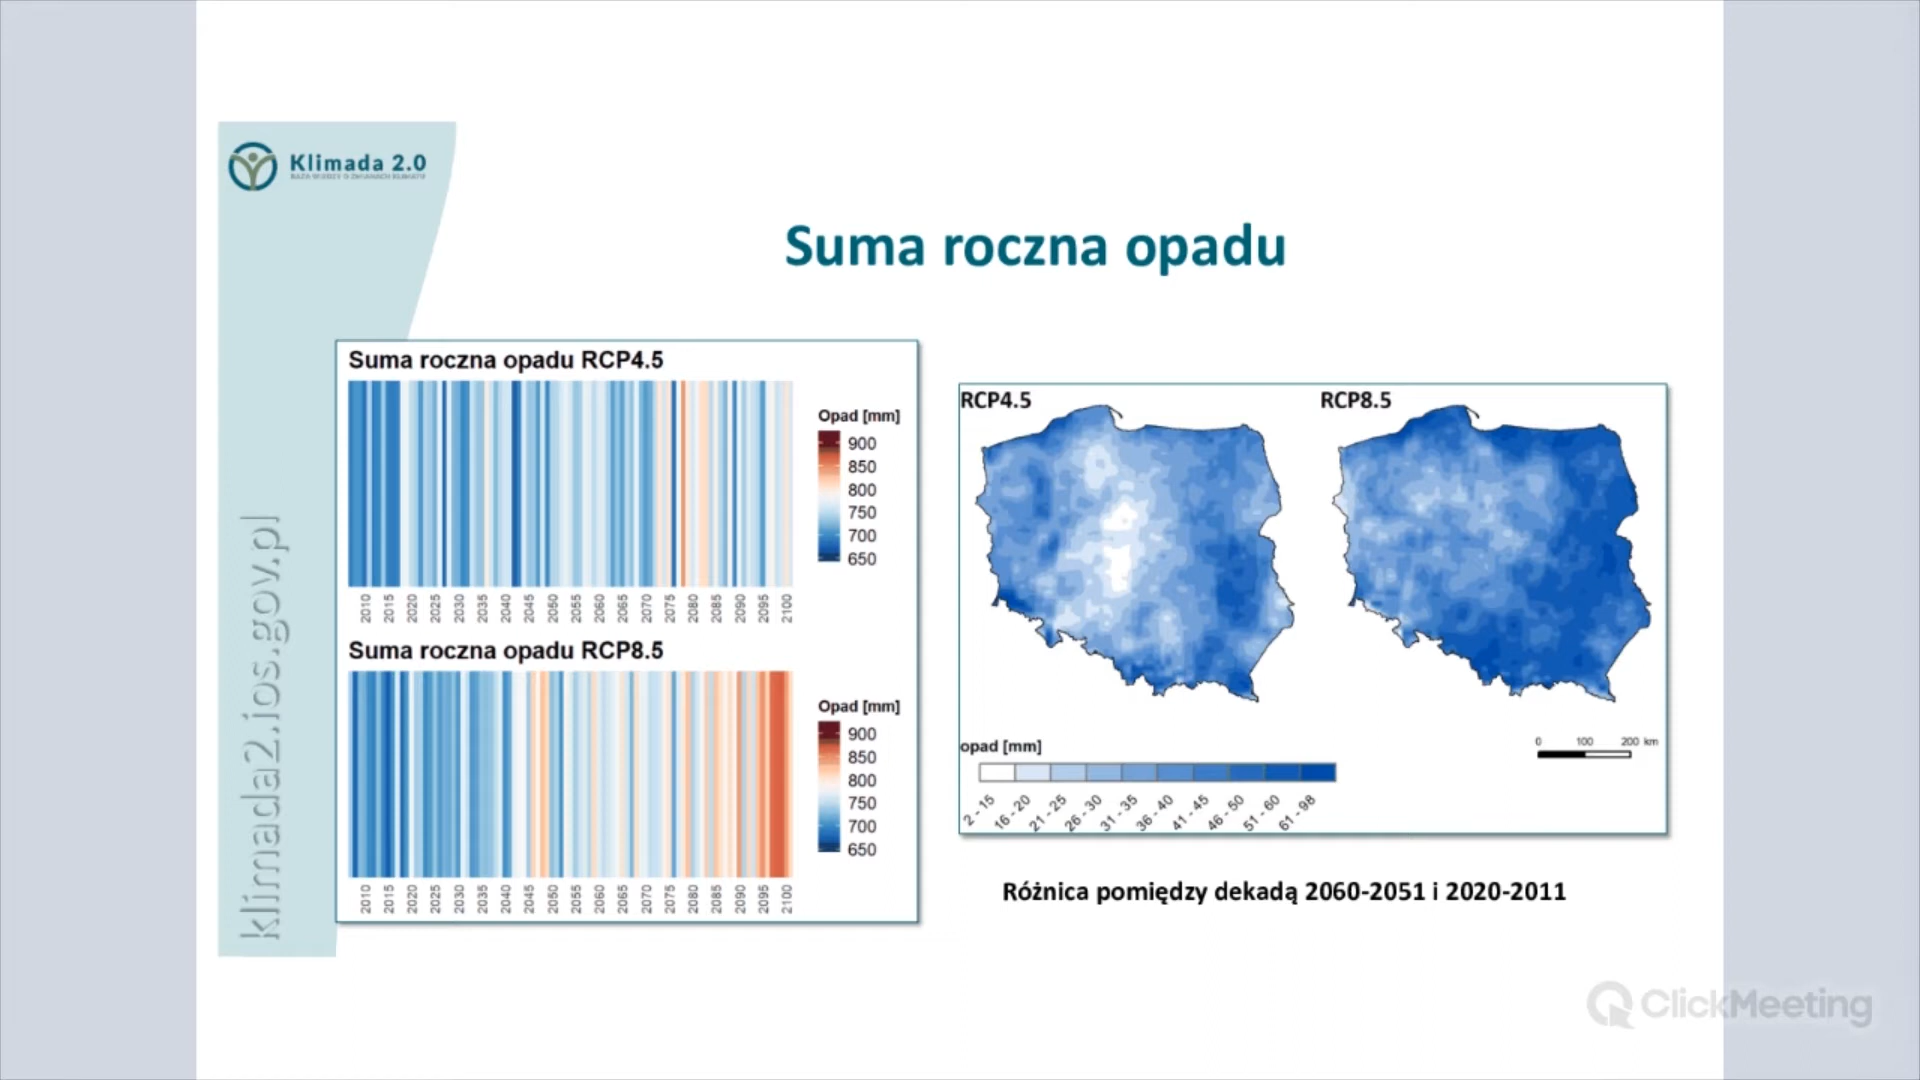 Klimada 2.0
BAZA WIEDZY O ZMIANACH KLIMATU
Suma roczna opadu
klimada2.ios.gov.pl
Suma roczna opadu RCP4.5
Opad [mm]
900
850
800
750
700
650
2010 2015 2020 2025 2030 2035 2040 2045 2050 2055 2060 2065 2070 2075 2080 2085 2090 2095 2100
Suma roczna opadu RCP8.5
Opad [mm]
900
850
800
750
700
650
2010 2015 2020 2025 2030 2035 2040 2045 2050 2055 2060 2065 2070 2075 2080 2085 2090 2095 2100
RCP4.5 RCP8.5
opad [mm]
2 - 15 16 - 20 21 - 25 26 - 30 31 - 35 36 - 40 41 - 45 46 - 50 51 - 60 61 - 98
0 100 200 km
Różnica pomiędzy dekadą 2060-2051 i 2020-2011
ClickMeeting